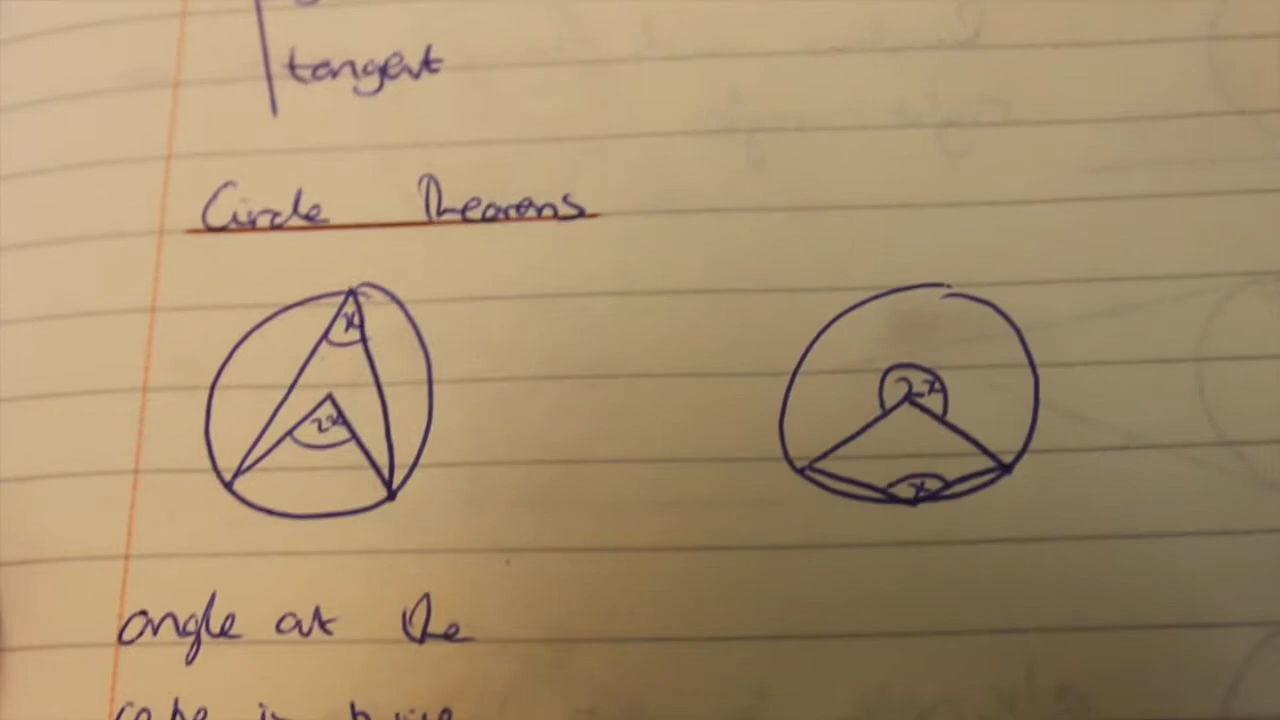 tangent
Circle Theorems
x
2x
2x
x
angle at the